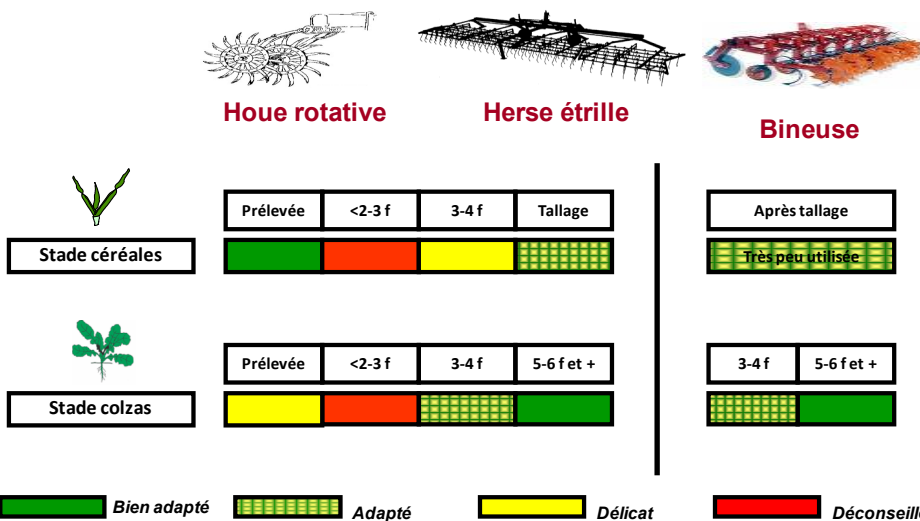 Houe rotative
Herse étrille
Bineuse
Prélevée <2-3 f 3-4 f Tallage
Après tallage
Stade céréales
Très peu utilisée
Prélevée <2-3 f 3-4 f 5-6 f et +
3-4 f 5-6 f et +
Stade colzas
Bien adapté
Adapté
Délicat
Déconseillé